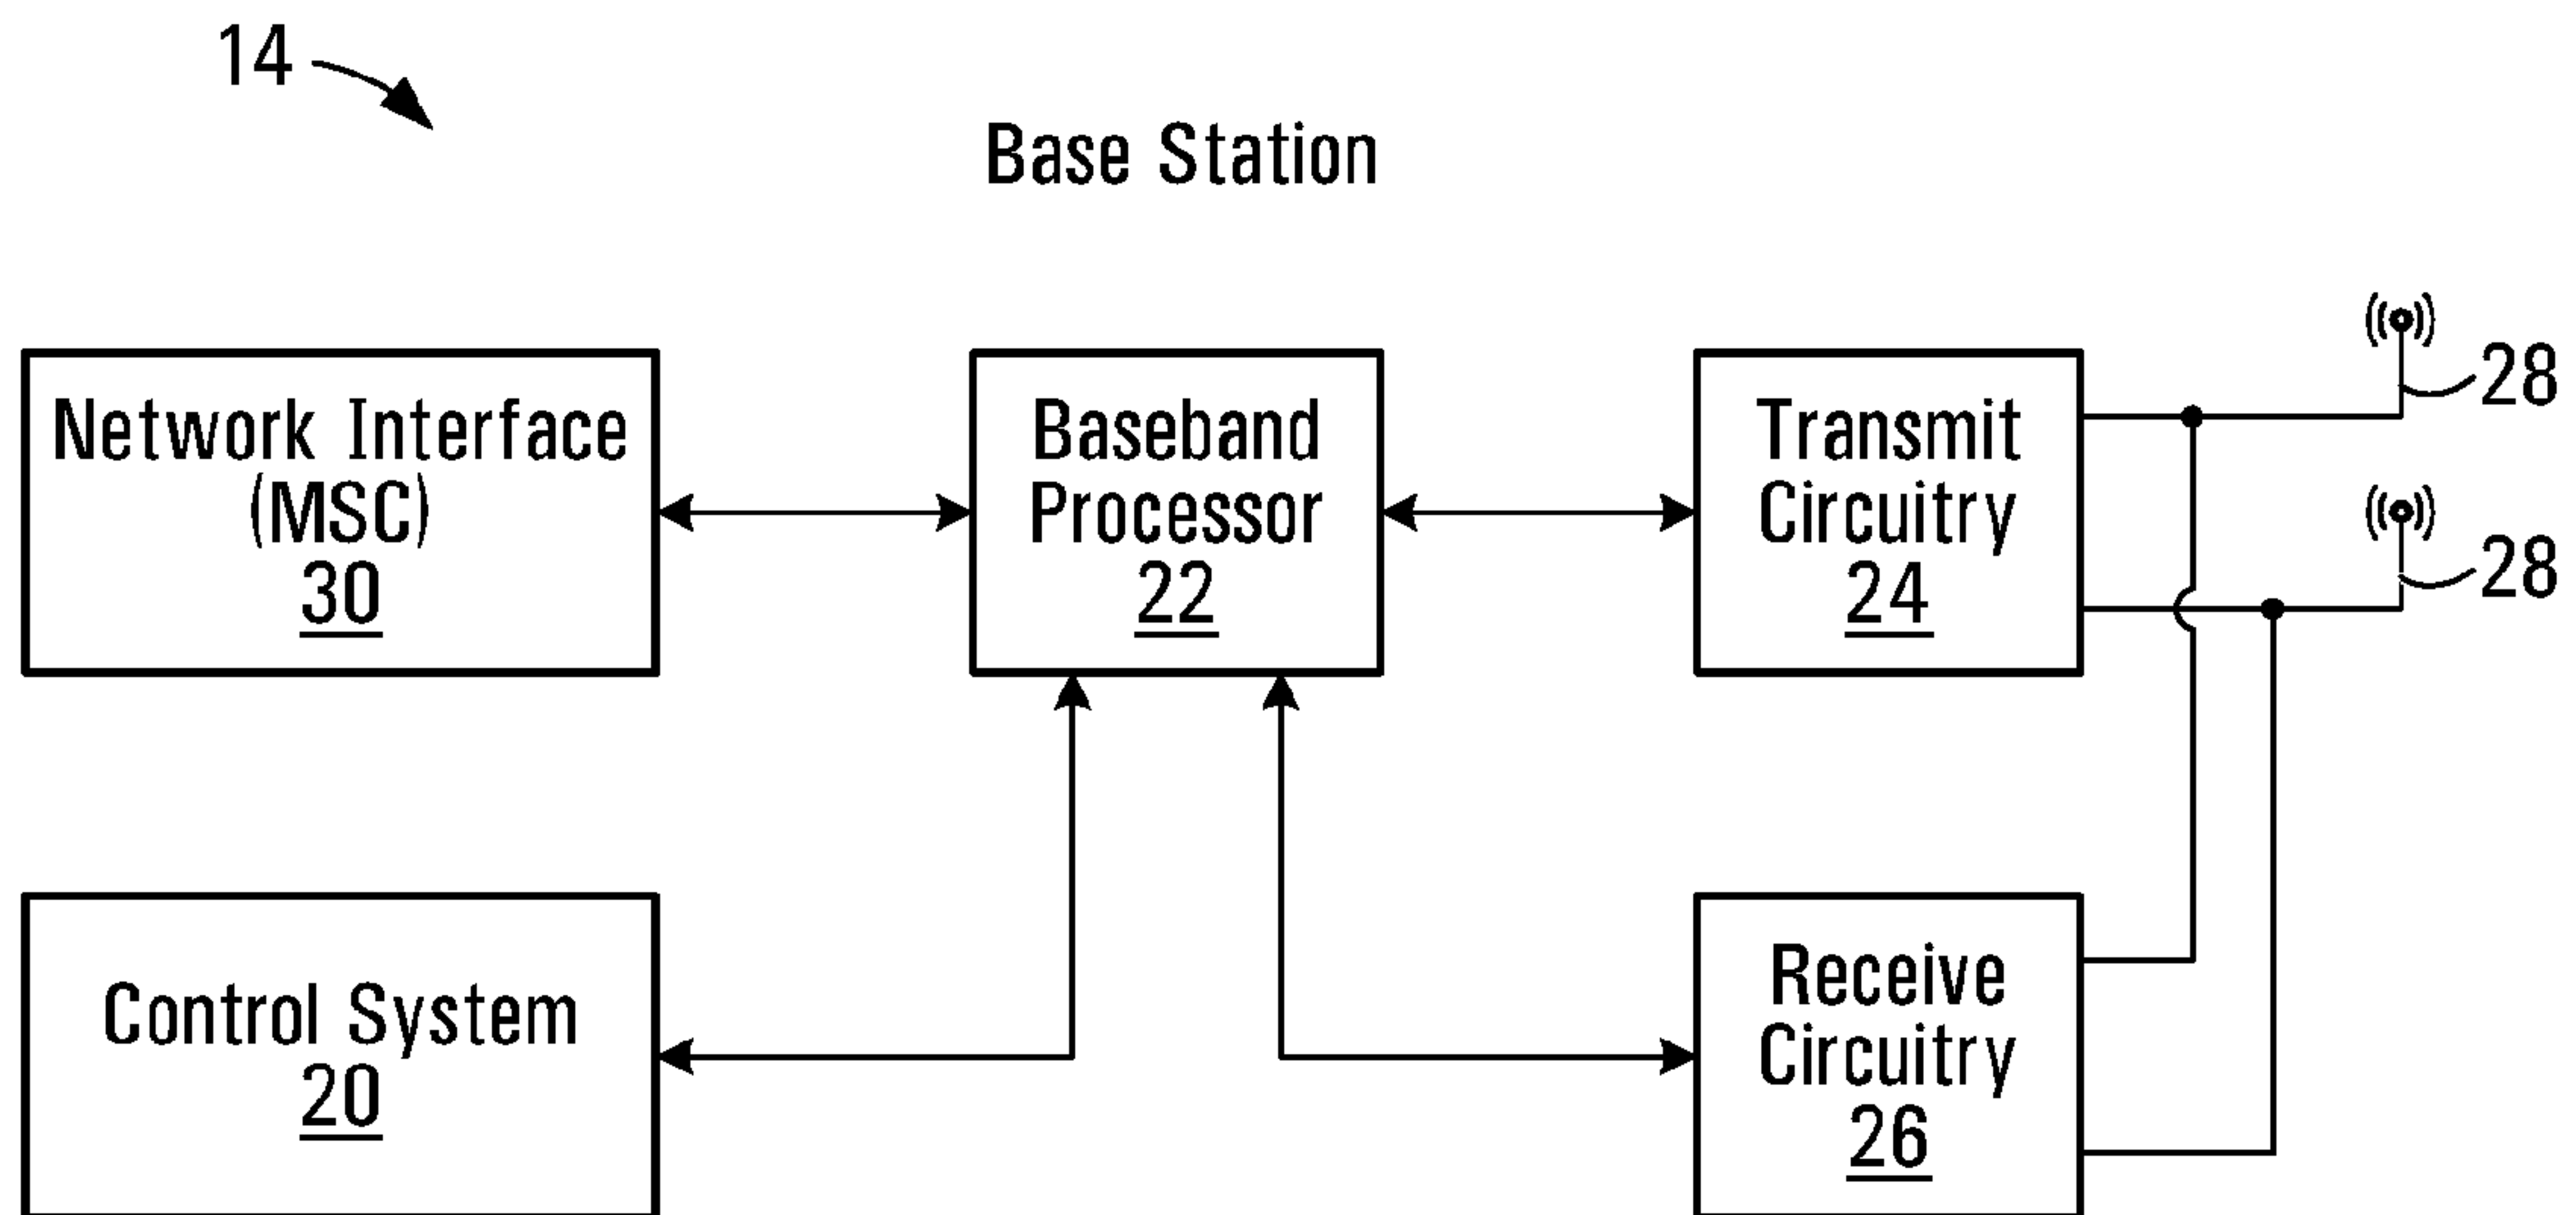 14
Base Station
Network Interface
(MSC)
30
Baseband
Processor
22
Transmit
Circuitry
24
28
28
Control System
20
Receive
Circuitry
26